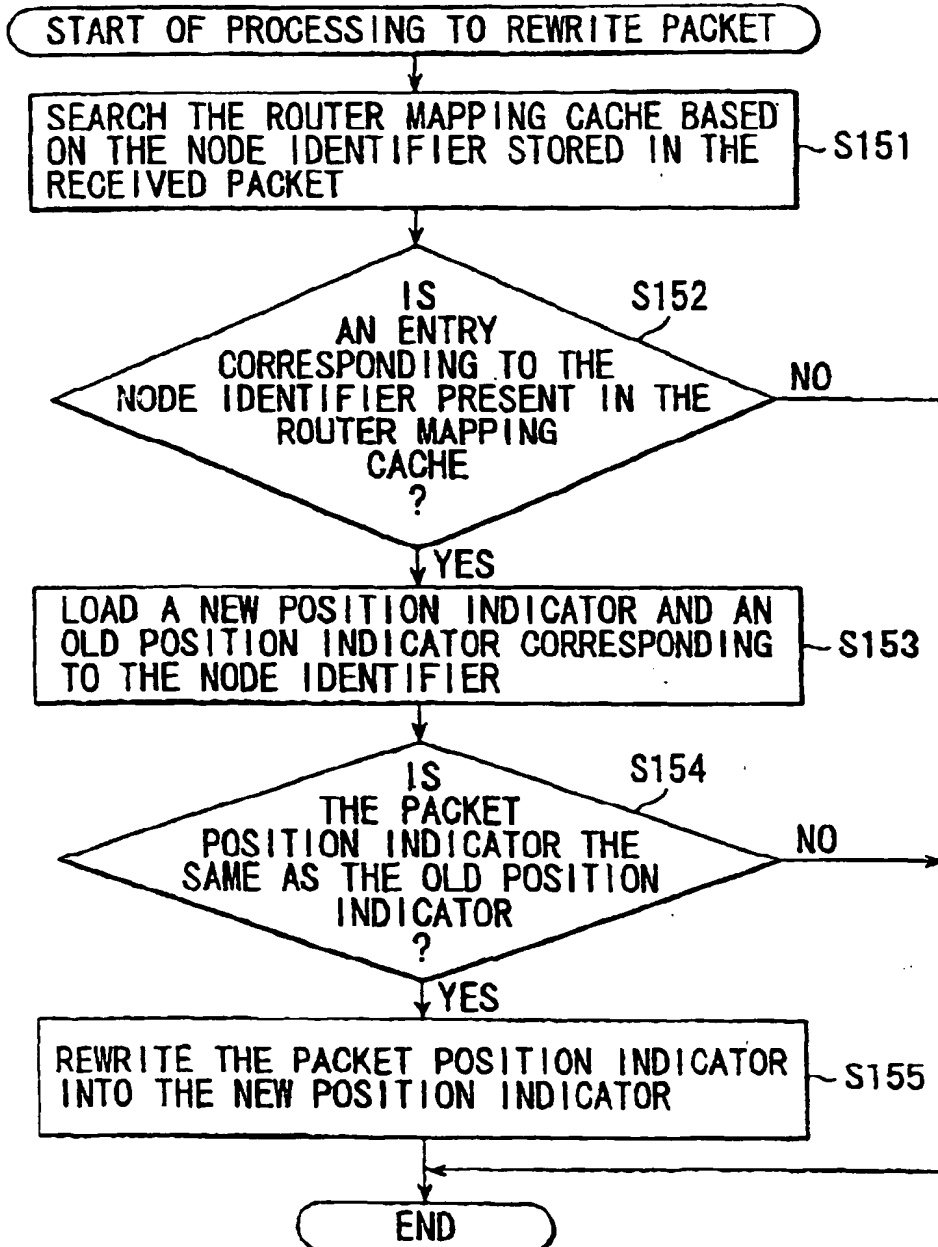 START OF PROCESSING TO REWRITE PACKET
SEARCH THE ROUTER MAPPING CACHE BASED
ON THE NODE IDENTIFIER STORED IN THE
RECEIVED PACKET
S151
IS
AN ENTRY
CORRESPONDING TO THE
NODE IDENTIFIER PRESENT IN THE
ROUTER MAPPING
CACHE
?
S152
NO
YES
LOAD A NEW POSITION INDICATOR AND AN
OLD POSITION INDICATOR CORRESPONDING
TO THE NODE IDENTIFIER
S153
IS
THE PACKET
POSITION INDICATOR THE
SAME AS THE OLD POSITION
INDICATOR
?
S154
NO
YES
REWRITE THE PACKET POSITION INDICATOR
INTO THE NEW POSITION INDICATOR
S155
END